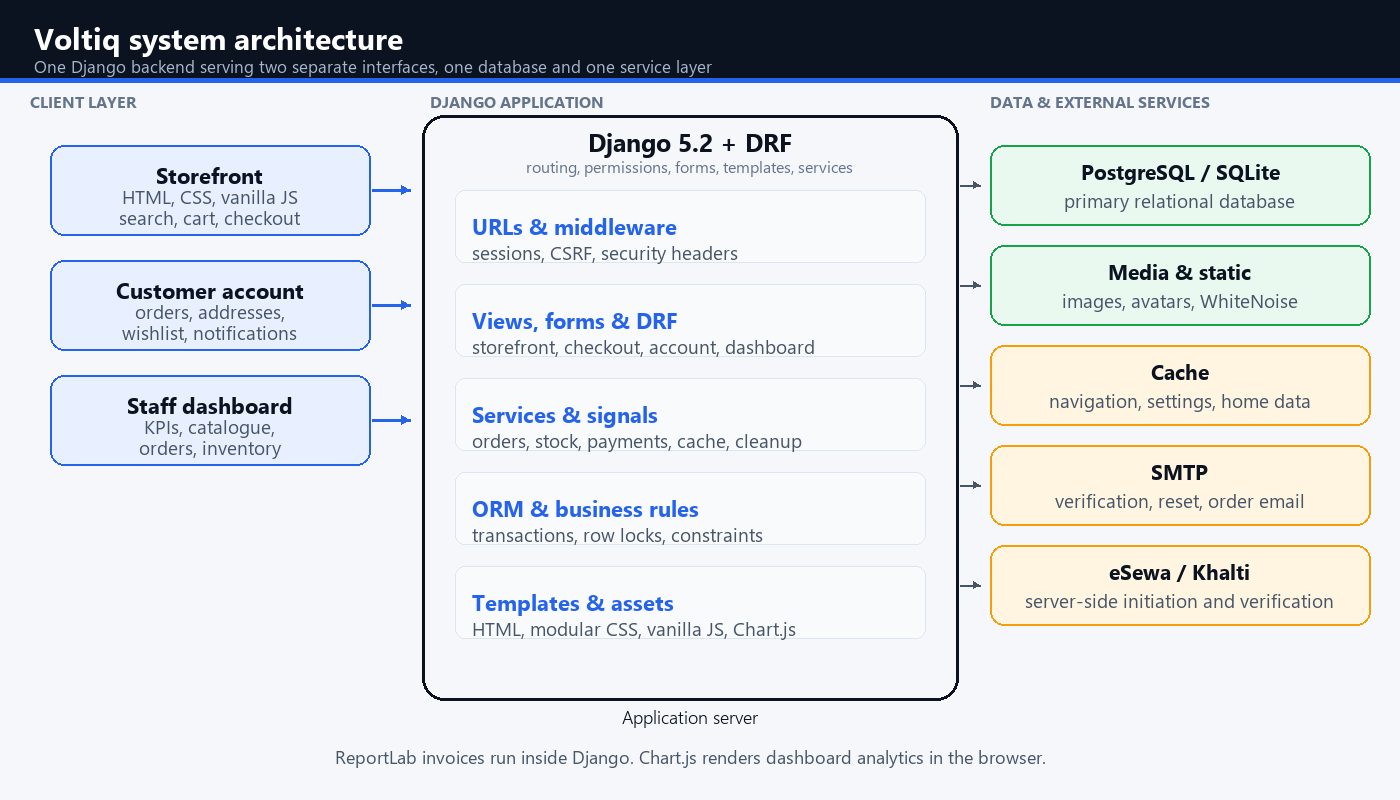 Voltiq system architecture
One Django backend serving two separate interfaces, one database and one service layer
CLIENT LAYER
Storefront
HTML, CSS, vanilla JS
search, cart, checkout
Customer account
orders, addresses,
wishlist, notifications
Staff dashboard
KPIs, catalogue,
orders, inventory
DJANGO APPLICATION
Django 5.2 + DRF
routing, permissions, forms, templates, services
URLs & middleware
sessions, CSRF, security headers
Views, forms & DRF
storefront, checkout, account, dashboard
Services & signals
orders, stock, payments, cache, cleanup
ORM & business rules
transactions, row locks, constraints
Templates & assets
HTML, modular CSS, vanilla JS, Chart.js
Application server
DATA & EXTERNAL SERVICES
PostgreSQL / SQLite
primary relational database
Media & static
images, avatars, WhiteNoise
Cache
navigation, settings, home data
SMTP
verification, reset, order email
eSewa / Khalti
server-side initiation and verification
ReportLab invoices run inside Django. Chart.js renders dashboard analytics in the browser.